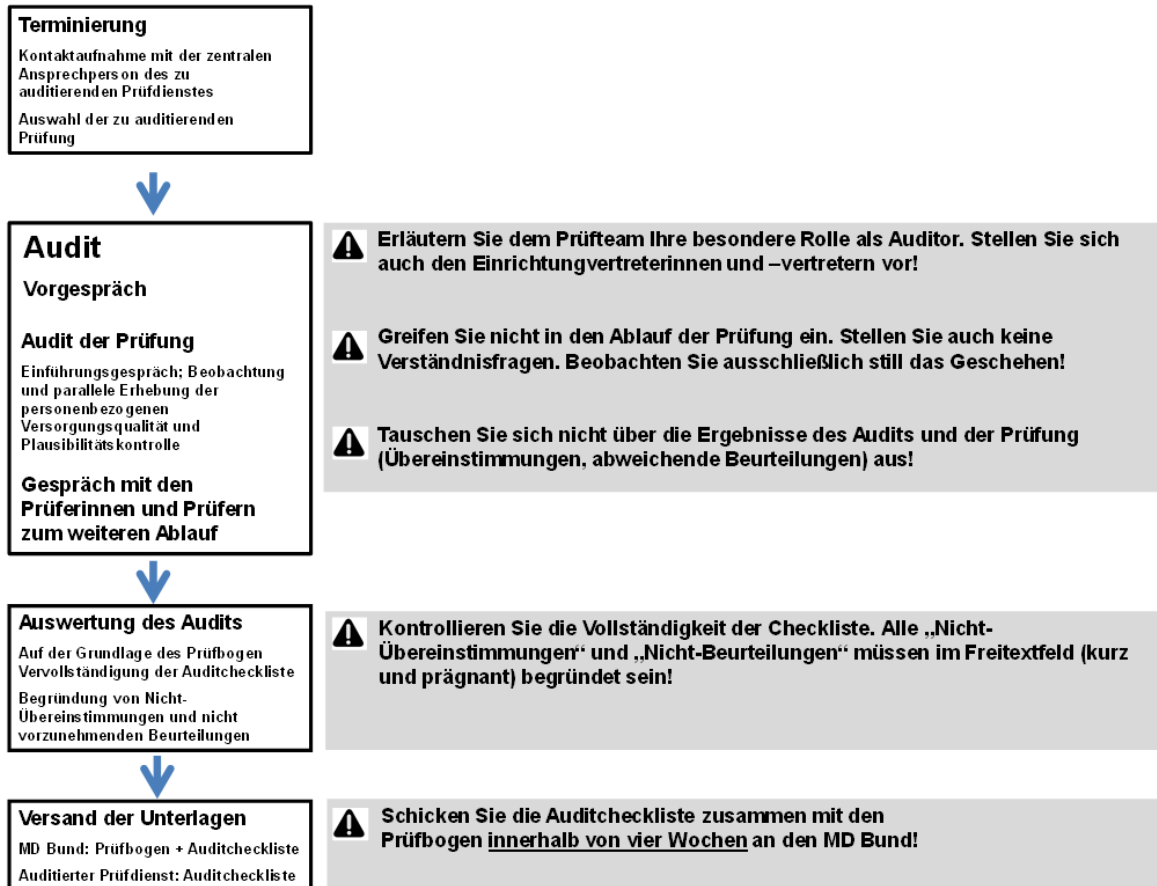 Terminierung
Kontaktaufnahme mit der zentralen
Ansprechperson des zu
auditierenden Prüfdienstes
Auswahl der zu auditierenden
Prüfung
Audit
Vorgespräch
Audit der Prüfung
Einführungsgespräch; Beobachtung
und parallele Erhebung der
personenbezogenen
Versorgungsqualität und
Plausibilitätskontrolle
Gespräch mit den
Prüferinnen und Prüfern
zum weiteren Ablauf
Erläutern Sie dem Prüfteam Ihre besondere Rolle als Auditor. Stellen Sie sich
auch den Einrichtungvertreterinnen und –vertretern vor!
Greifen Sie nicht in den Ablauf der Prüfung ein. Stellen Sie auch keine
Verständnisfragen. Beobachten Sie ausschließlich still das Geschehen!
Tauschen Sie sich nicht über die Ergebnisse des Audits und der Prüfung
(Übereinstimmungen, abweichende Beurteilungen) aus!
Auswertung des Audits
Auf der Grundlage des Prüfbogen
Vervollständigung der Auditcheckliste
Begründung von Nicht-
Übereinstimmungen und nicht
vorzunehmenden Beurteilungen
Kontrollieren Sie die Vollständigkeit der Checkliste. Alle „Nicht-
Übereinstimmungen“ und „Nicht-Beurteilungen“ müssen im Freitextfeld (kurz
und prägnant) begründet sein!
Versand der Unterlagen
MD Bund: Prüfbogen + Auditcheckliste
Auditierter Prüfdienst: Auditcheckliste
Schicken Sie die Auditcheckliste zusammen mit den
Prüfbogen innerhalb von vier Wochen an den MD Bund!